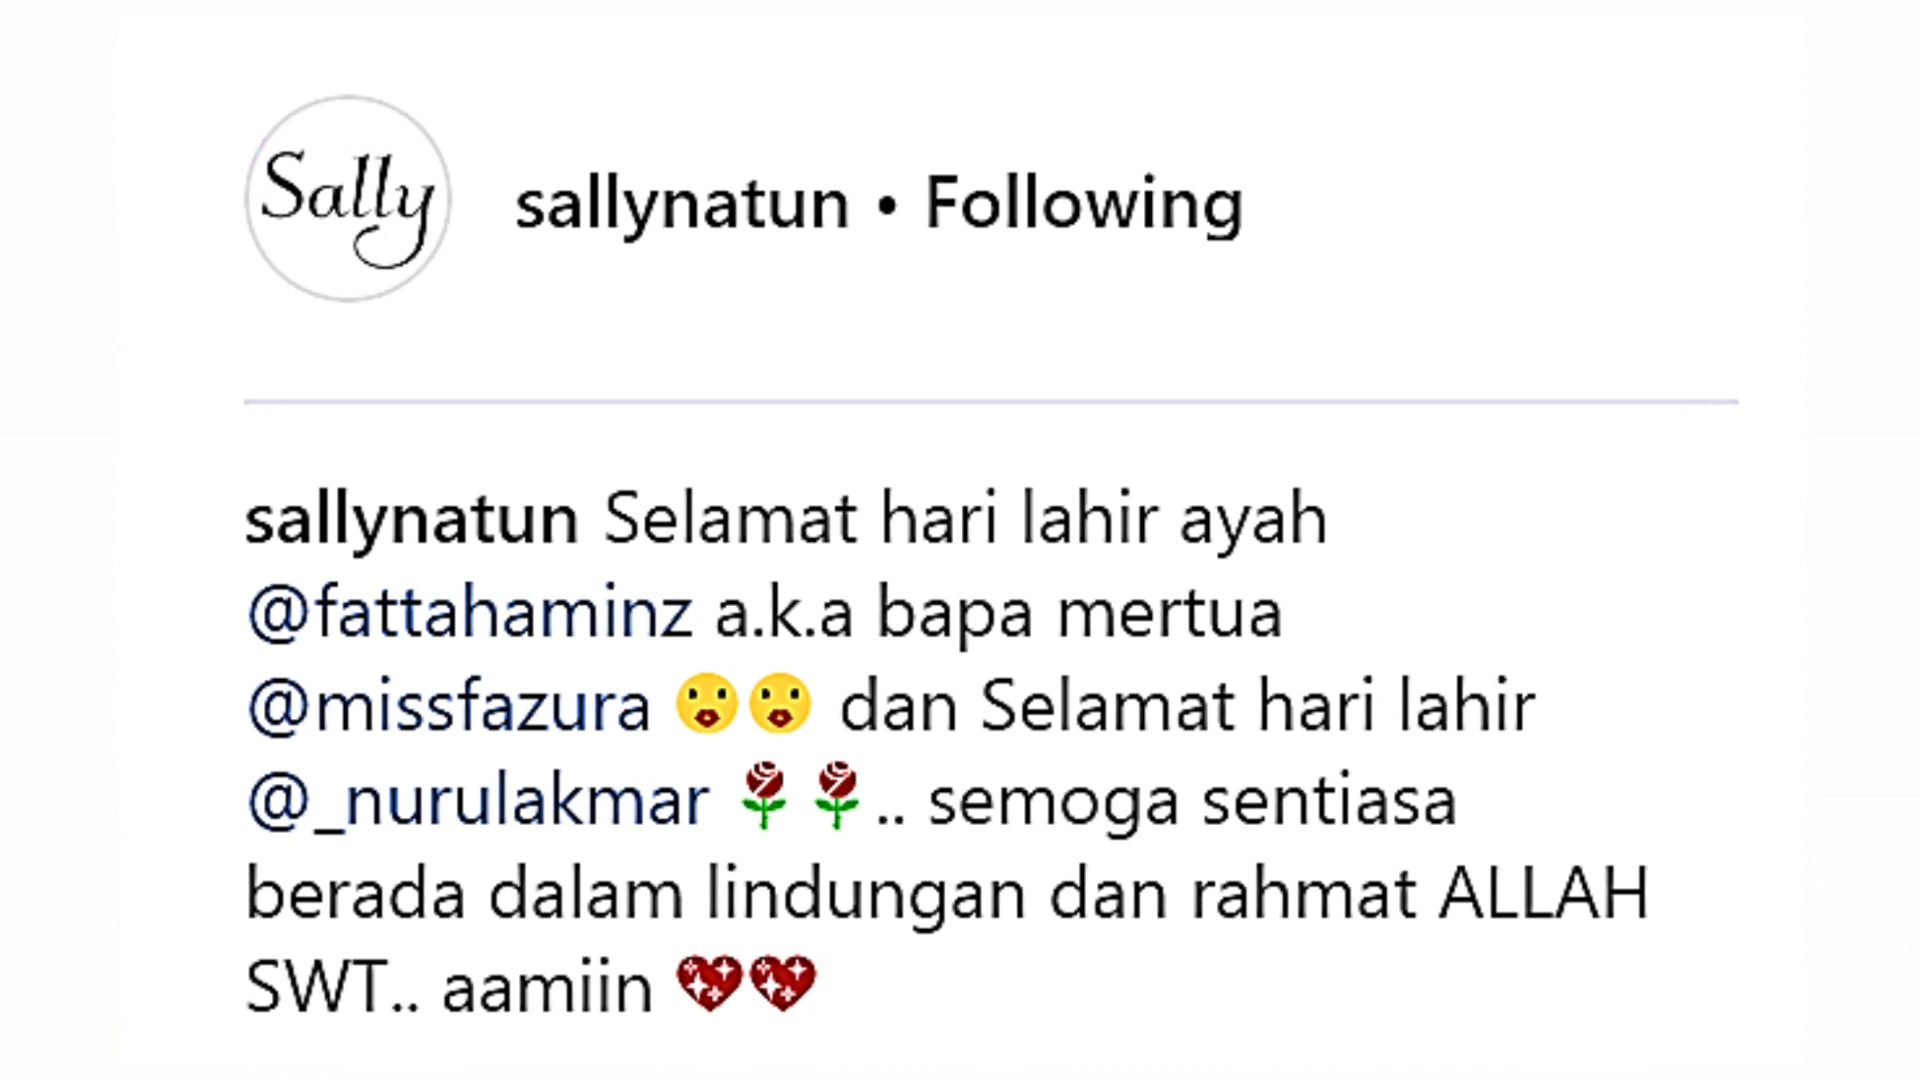 Sally
sallynatun • Following
sallynatun Selamat hari lahir ayah
@fattahaminz a.k.a bapa mertua
@missfazura 😮😮 dan Selamat hari lahir
@_nurulakmar 🌹🌹.. semoga sentiasa
berada dalam lindungan dan rahmat ALLAH
SWT.. aamiin 💖💖